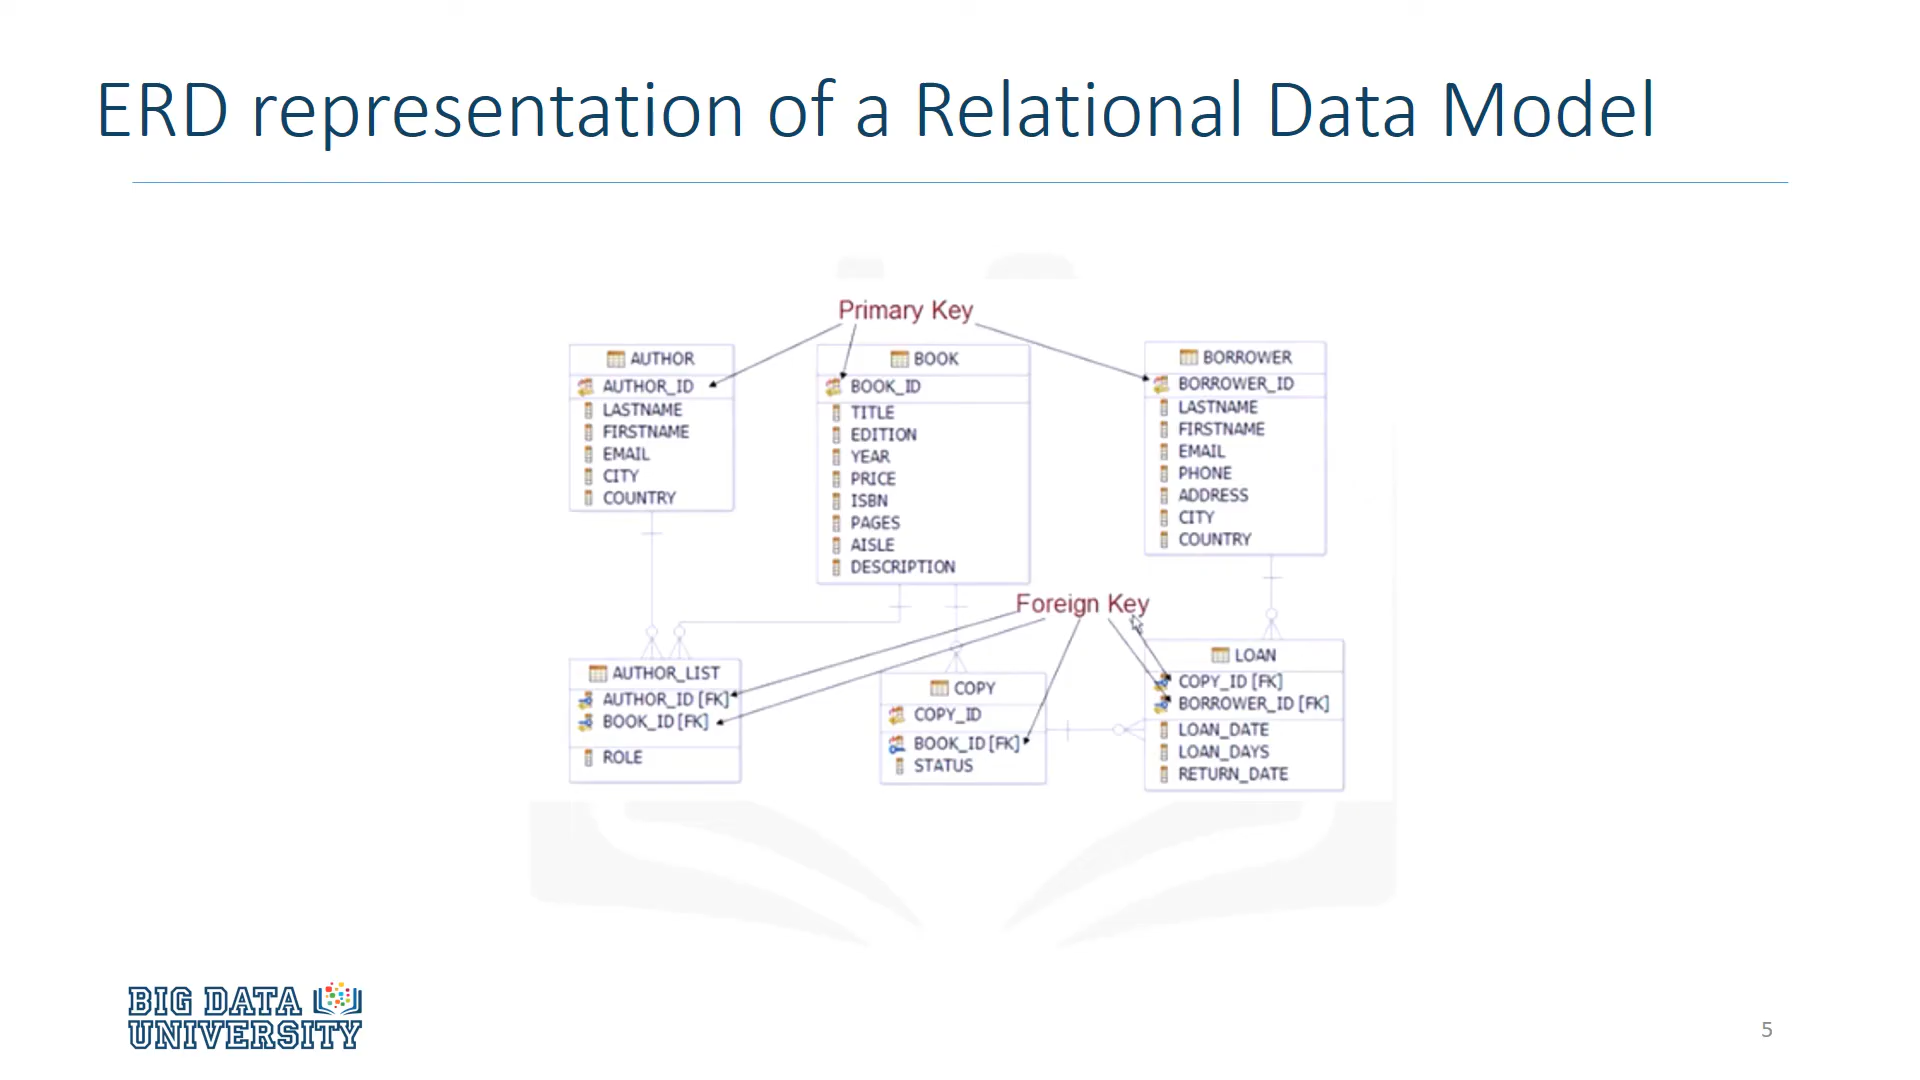 ERD representation of a Relational Data Model
Primary Key
AUTHOR
AUTHOR_ID
LASTNAME
FIRSTNAME
EMAIL
CITY
COUNTRY
BOOK
BOOK_ID
TITLE
EDITION
YEAR
PRICE
ISBN
PAGES
AISLE
DESCRIPTION
BORROWER
BORROWER_ID
LASTNAME
FIRSTNAME
EMAIL
PHONE
ADDRESS
CITY
COUNTRY
Foreign Key
AUTHOR_LIST
AUTHOR_ID [FK]
BOOK_ID [FK]
ROLE
COPY
COPY_ID
BOOK_ID [FK]
STATUS
LOAN
COPY_ID [FK]
BORROWER_ID [FK]
LOAN_DATE
LOAN_DAYS
RETURN_DATE
BIG DATA
UNIVERSITY
5